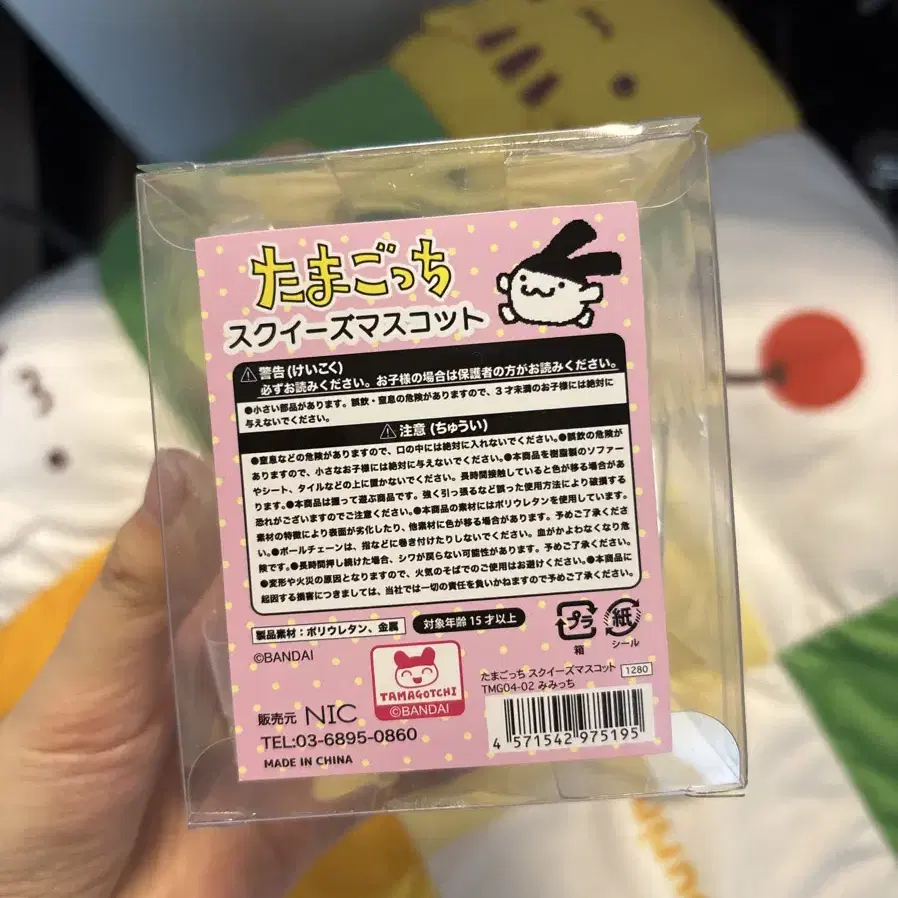 たまごっち
スクイーズマスコット
警告(けいこく)
必ずお読みください。お子様の場合は保護者の方がお読みください。
●小さい部品があります。誤飲・窒息の危険がありますので、3才未満のお子様には絶対に
与えないでください。
注意(ちゅうい)
●窒息などの危険がありますので、口の中には絶対に入れないでください。●誤飲の危険が
ありますので、小さなお子様には絶対に与えないでください。●本商品を樹脂製のソファー
やシート、タイルなどの上に置かないでください。長時間接触していると色が移る場合があ
ります。●本商品は握って遊ぶ商品です。強く引っ張るなど誤った使用方法により破損する
恐れがございますのでご注意ください。●本商品の素材にはポリウレタンを使用しています。
素材の特徴により表面が劣化したり、他素材に色が移る場合があります。予めご了承くださ
い。●ボールチェーンは、指などに巻き付けたりしないでください。血がかよわなくなり危
険です。●長時間押し続けた場合、シワが戻らない可能性があります。予めご了承ください。
●変形や火災の原因となりますので、火気のそばでのご使用はお避けください。●本商品に
起因する損害につきましては、当社では一切の責任を負いかねますので予めご了承ください。
製品素材:ポリウレタン、金属
対象年齢15才以上
プラ
箱
紙
シール
©BANDAI
TAMAGOTCHI
©BANDAI
たまごっち スクイーズマスコット 1280
TMG04-02 みみっち
販売元 NIC
TEL:03-6895-0860
MADE IN CHINA
4 571542 975195